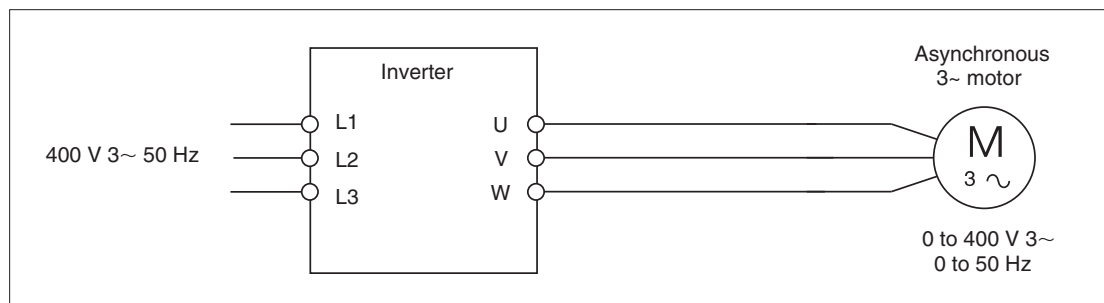 Inverter
Asynchronous
3~ motor
400 V 3~ 50 Hz
L1
L2
L3
U
V
W
M
3 ~
0 to 400 V 3~
0 to 50 Hz